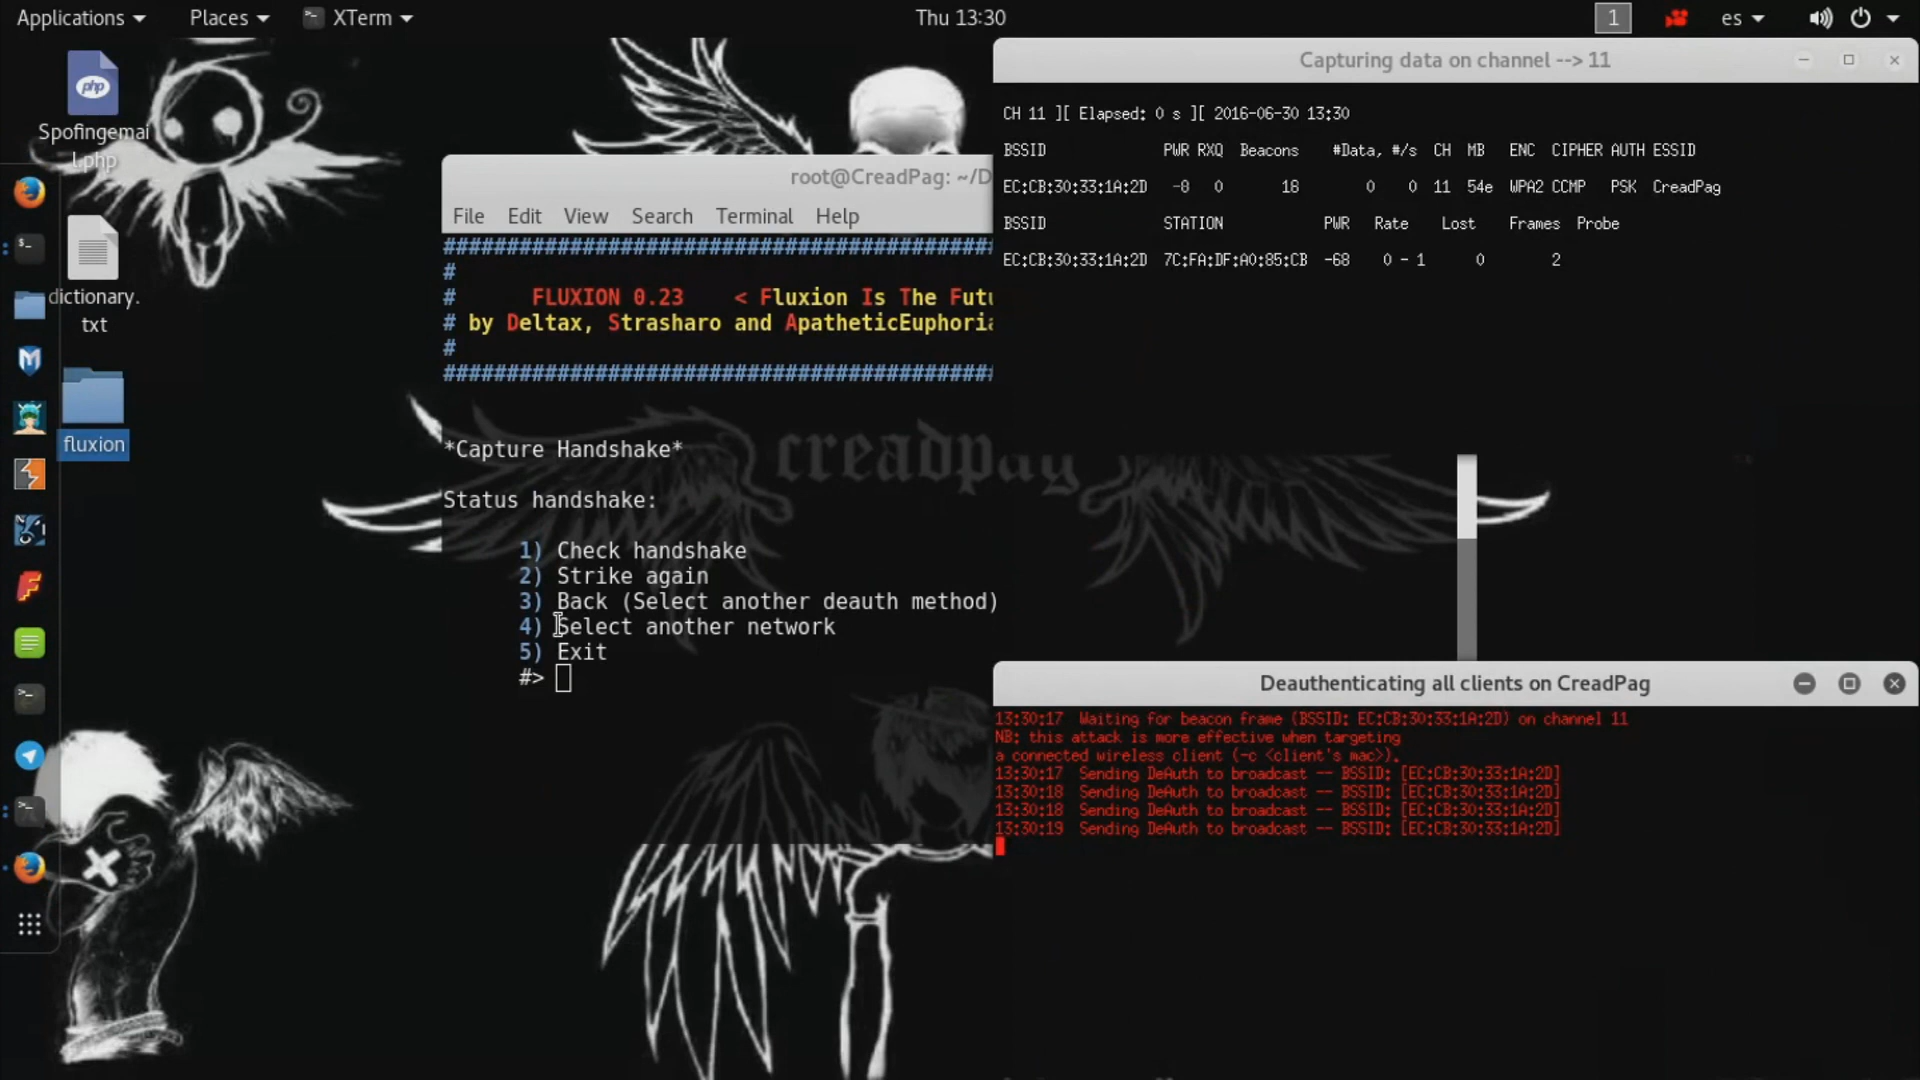 Applications Places XTerm Thu 13:30 1 es
php
Spofingemai
l.php
dictionary.
txt
fluxion
root@CreadPag: ~/D
File Edit View Search Terminal Help
###########################################
#
# FLUXION 0.23 < Fluxion Is The Futu
# by Deltax, Strasharo and ApatheticEuphoria
#
###########################################
creadpag
*Capture Handshake*
Status handshake:
1) Check handshake
2) Strike again
3) Back (Select another deauth method)
4) Select another network
5) Exit
#>
Capturing data on channel --> 11
CH 11 ][ Elapsed: 0 s ][ 2016-06-30 13:30
BSSID PWR RXQ Beacons #Data, #/s CH MB ENC CIPHER AUTH ESSID
EC:CB:30:33:1A:2D -8 0 18 0 0 11 54e WPA2 CCMP PSK CreadPag
BSSID STATION PWR Rate Lost Frames Probe
EC:CB:30:33:1A:2D 7C:FA:DF:A0:85:CB -68 0 - 1 0 2
Deauthenticating all clients on CreadPag
13:30:17 Waiting for beacon frame (BSSID: EC:CB:30:33:1A:2D) on channel 11
NB: this attack is more effective when targeting
a connected wireless client (-c <client's mac>).
13:30:17 Sending DeAuth to broadcast -- BSSID: [EC:CB:30:33:1A:2D]
13:30:18 Sending DeAuth to broadcast -- BSSID: [EC:CB:30:33:1A:2D]
13:30:18 Sending DeAuth to broadcast -- BSSID: [EC:CB:30:33:1A:2D]
13:30:19 Sending DeAuth to broadcast -- BSSID: [EC:CB:30:33:1A:2D]